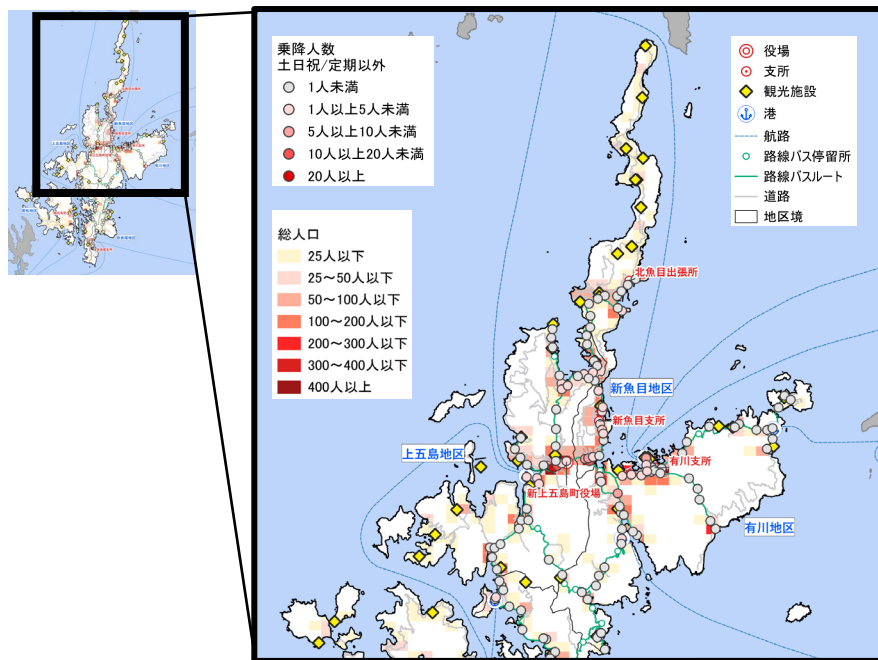 乗降人数
土日祝/定期以外
1人未満
1人以上5人未満
5人以上10人未満
10人以上20人未満
20人以上
総人口
25人以下
25～50人以下
50～100人以下
100～200人以下
200～300人以下
300～400人以下
400人以上
役場
支所
観光施設
港
航路
路線バス停留所
路線バスルート
道路
地区境
北魚目出張所
新魚目地区
新魚目支所
上五島地区
有川支所
新上五島町役場
有川地区